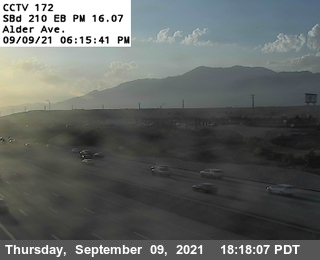 CCTV 172
SBd 210 EB PM 16.07
Alder Ave.
09/09/21 06:15:41 PM
Thursday, September 09, 2021 18:18:07 PDT